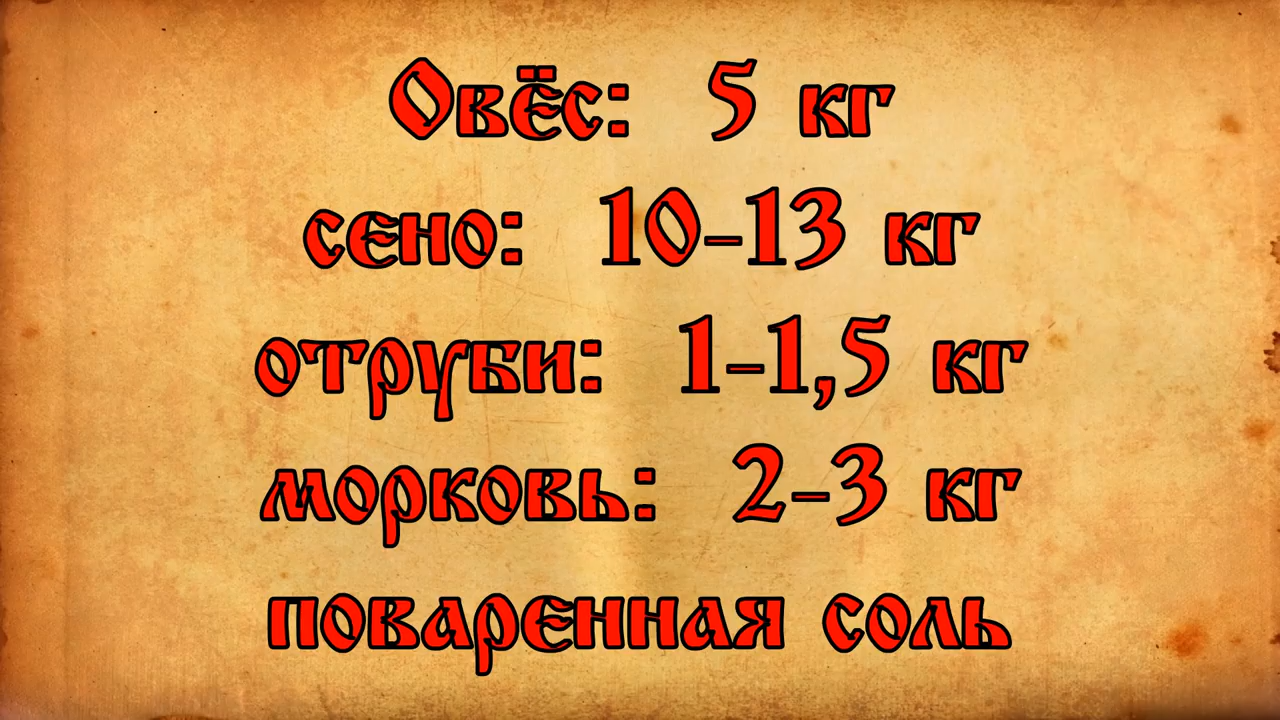 Овёс: 5 кг
сено: 10-13 кг
отруби: 1-1,5 кг
морковь: 2-3 кг
поваренная соль